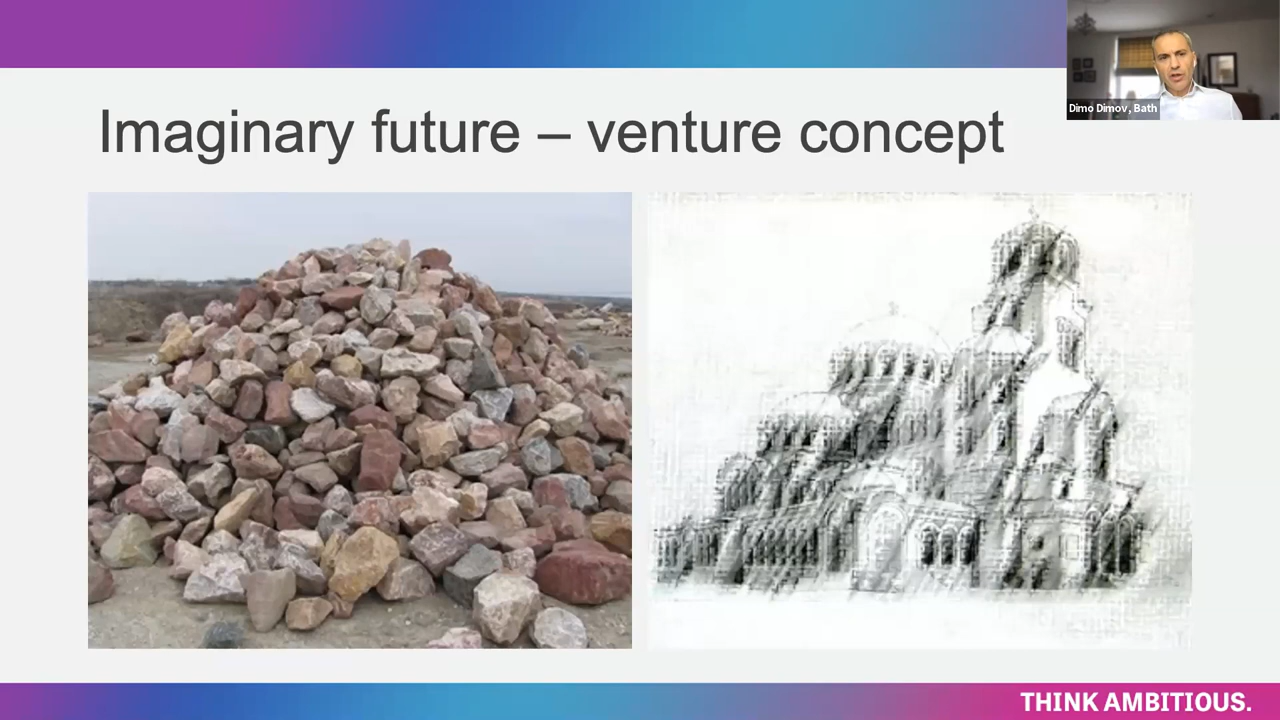 Dimo Dimov, Bath
Imaginary future – venture concept
THINK AMBITIOUS.